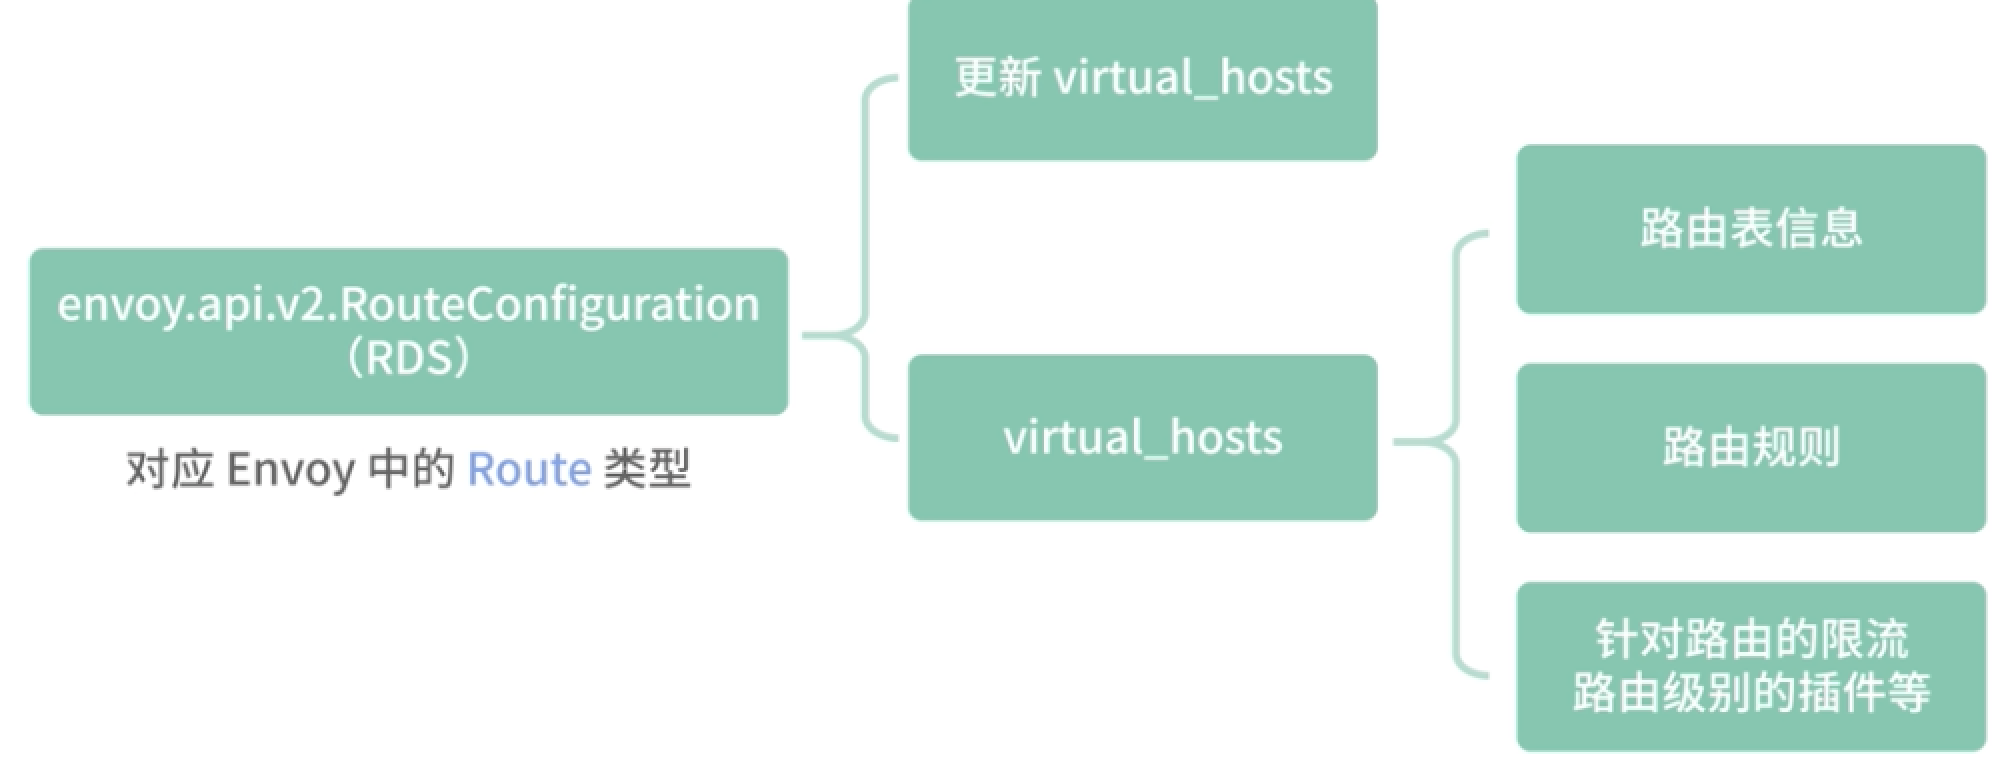 更新 virtual_hosts
envoy.api.v2.RouteConfiguration
（RDS）
对应 Envoy 中的 Route 类型
virtual_hosts
路由表信息
路由规则
针对路由的限流
路由级别的插件等